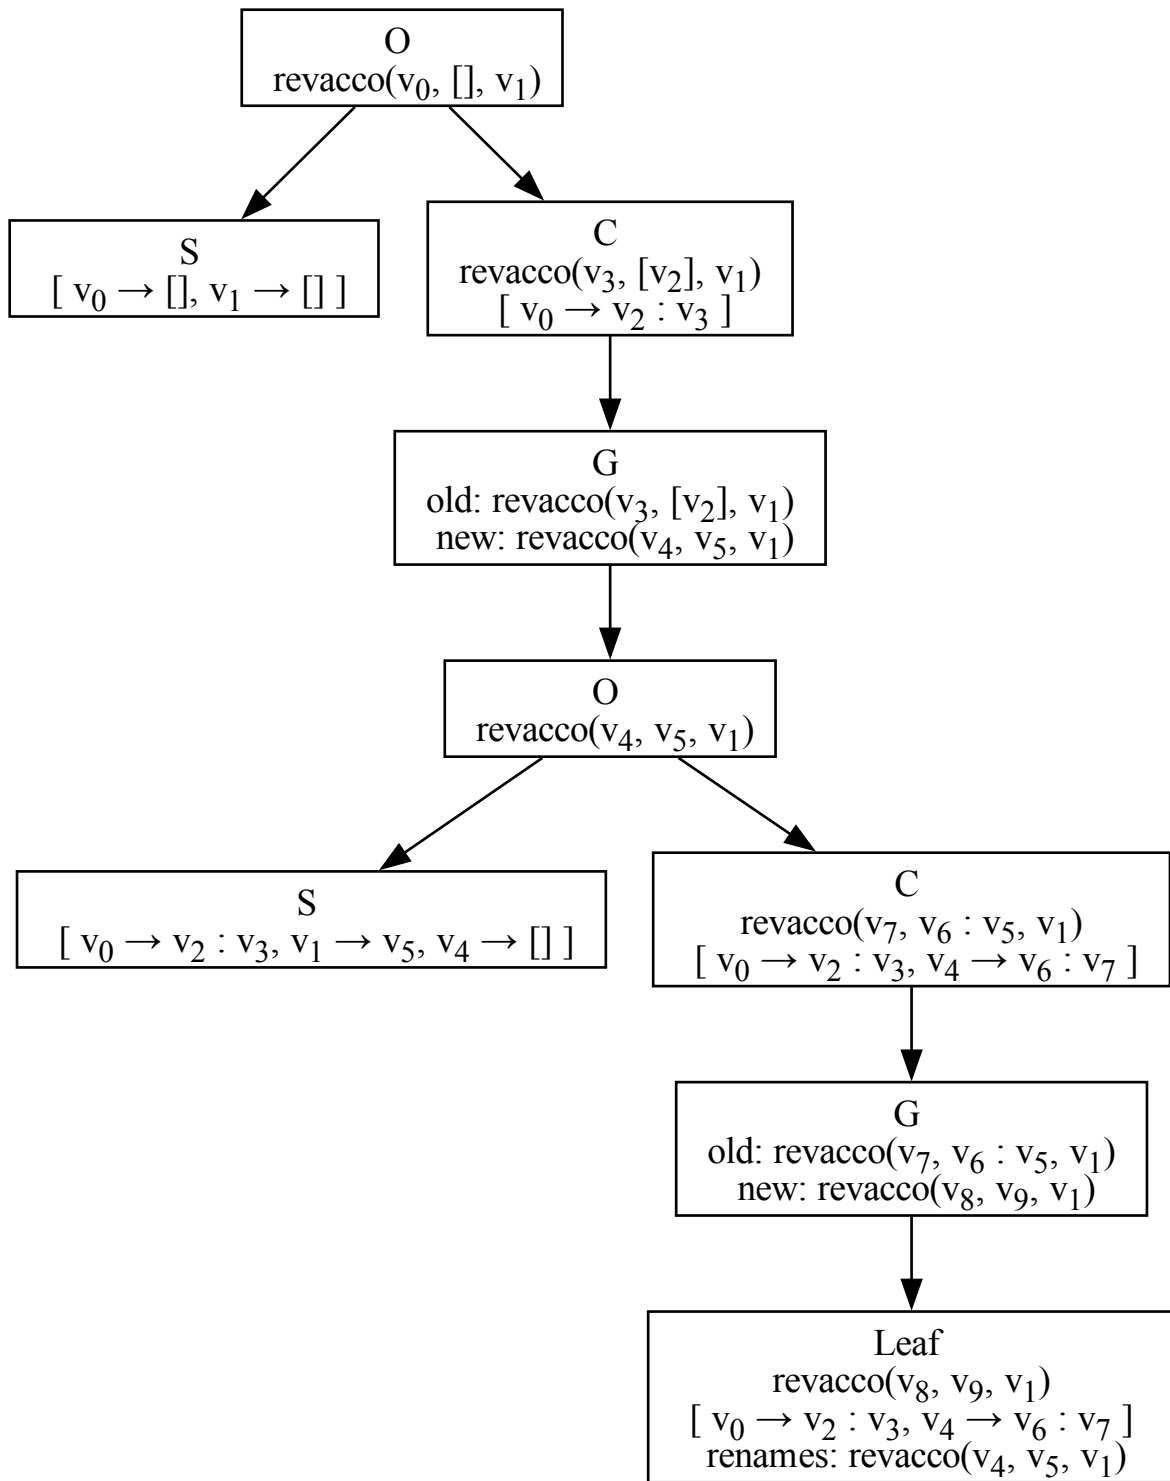 O
revacco(v₀, [], v₁)
S
[ v₀ → [], v₁ → [] ]
C
revacco(v₃, [v₂], v₁)
[ v₀ → v₂ : v₃ ]
G
old: revacco(v₃, [v₂], v₁)
new: revacco(v₄, v₅, v₁)
O
revacco(v₄, v₅, v₁)
S
[ v₀ → v₂ : v₃, v₁ → v₅, v₄ → [] ]
C
revacco(v₇, v₆ : v₅, v₁)
[ v₀ → v₂ : v₃, v₄ → v₆ : v₇ ]
G
old: revacco(v₇, v₆ : v₅, v₁)
new: revacco(v₈, v₉, v₁)
Leaf
revacco(v₈, v₉, v₁)
[ v₀ → v₂ : v₃, v₄ → v₆ : v₇ ]
renames: revacco(v₄, v₅, v₁)